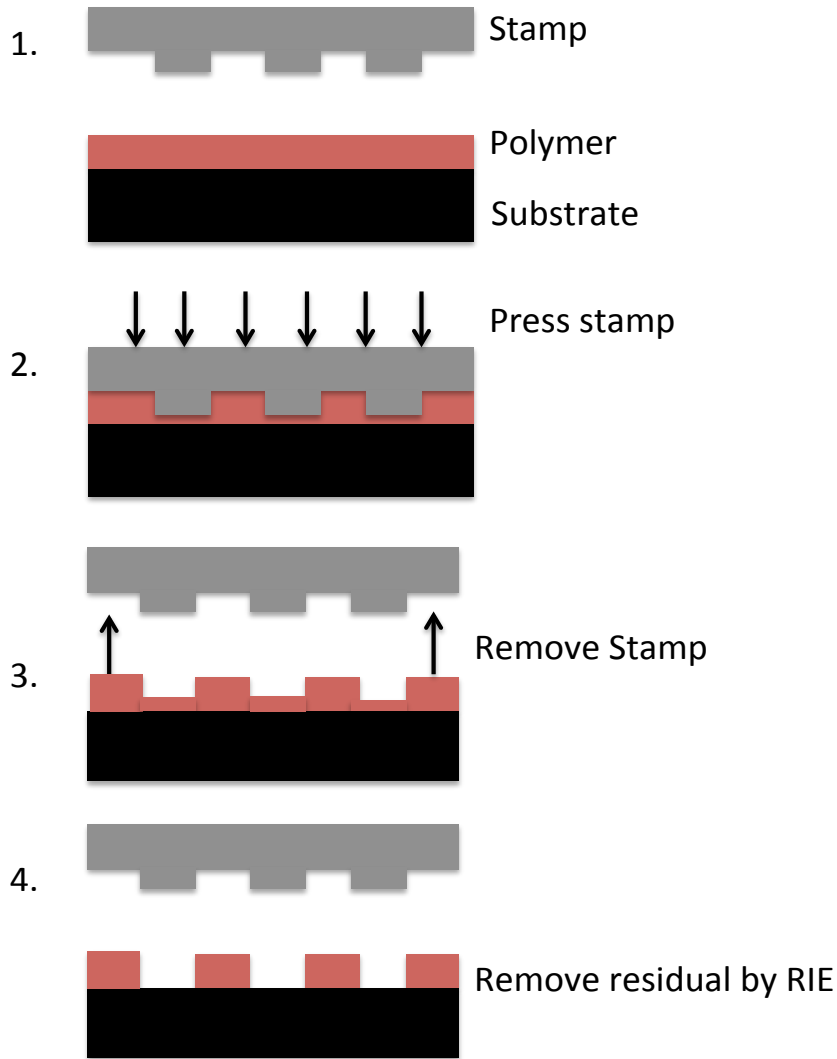 1.
Stamp
Polymer
Substrate
Press stamp
2.
Remove Stamp
3.
4.
Remove residual by RIE